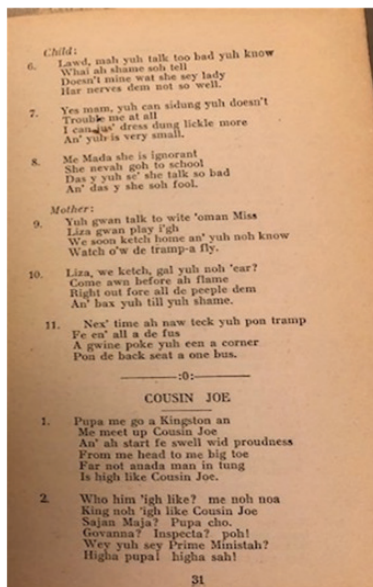 Child:
6. Lawd, mah yuh talk too bad yuh know
Whai ah shame soh tell
Doesn't mine wat she sey lady
Har nerves dem not so well.
7. Yes mam, yuh can sidung yuh doesn't
Trouble me at all
I can jus' dress dung lickle more
An' yuh is very small.
8. Me Mada she is ignorant
She nevah goh to school
Das y yuh se' she talk so bad
An' das y she soh fool.
Mother:
9. Yuh gwan talk to wite 'oman Miss
Liza gwan play i'gh
We soon ketch home an' yuh noh know
Watch o'w de tramp-a fly.
10. Liza, we ketch, gal yuh noh 'ear?
Come awn before ah flame
Right out fore all de peeple dem
An' bax yuh till yuh shame.
11. Nex' time ah naw teck yuh pon tramp
Fe en' all a de fus
A gwine poke yuh een a corner
Pon de back seat a one bus.
:0:
COUSIN JOE
1. Pupa me go a Kingston an
Me meet up Cousin Joe
An' ah start fe swell wid proudness
From me head to me big toe
Far not anada man in tung
Is high like Cousin Joe.
2. Who him 'igh like? me noh noa
King noh 'igh like Cousin Joe
Sajan Maja? Pupa cho.
Govanna? Inspecta? poh!
Wey yuh sey Prime Ministah?
Higha pupa! higha sah!
31